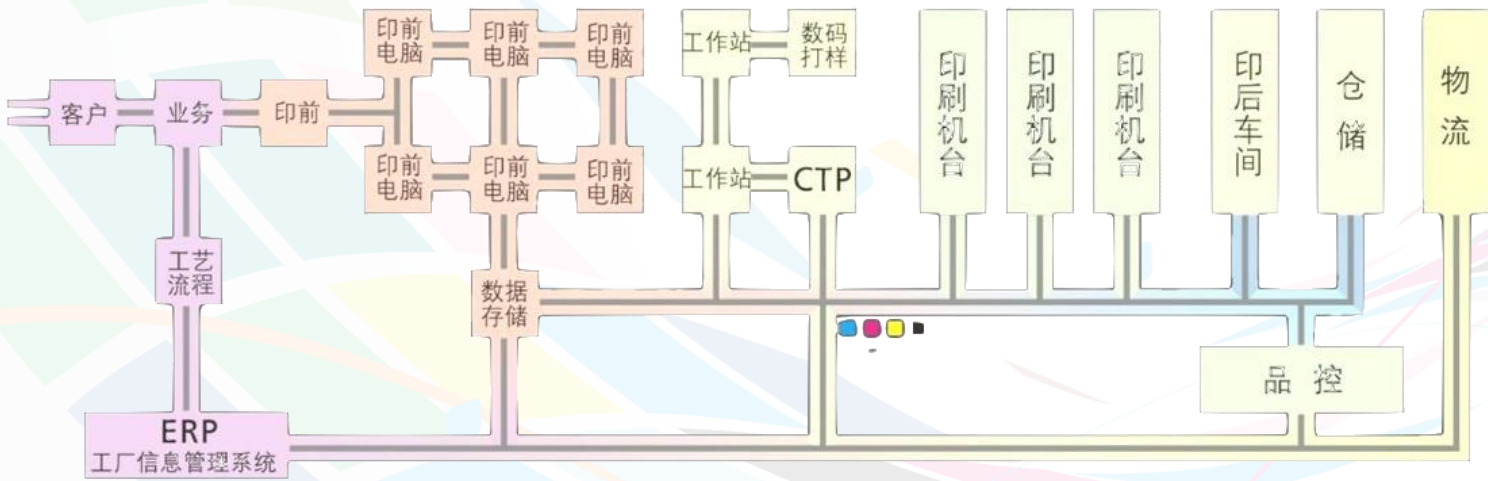 印前
电脑
印前
电脑
印前
电脑
工作站
数码
打样
印刷机台
印刷机台
印刷机台
印后车间
仓储
物流
客户
业务
印前
印前
电脑
印前
电脑
印前
电脑
工作站
CTP
工艺
流程
数据
存储
品控
ERP
工厂信息管理系统